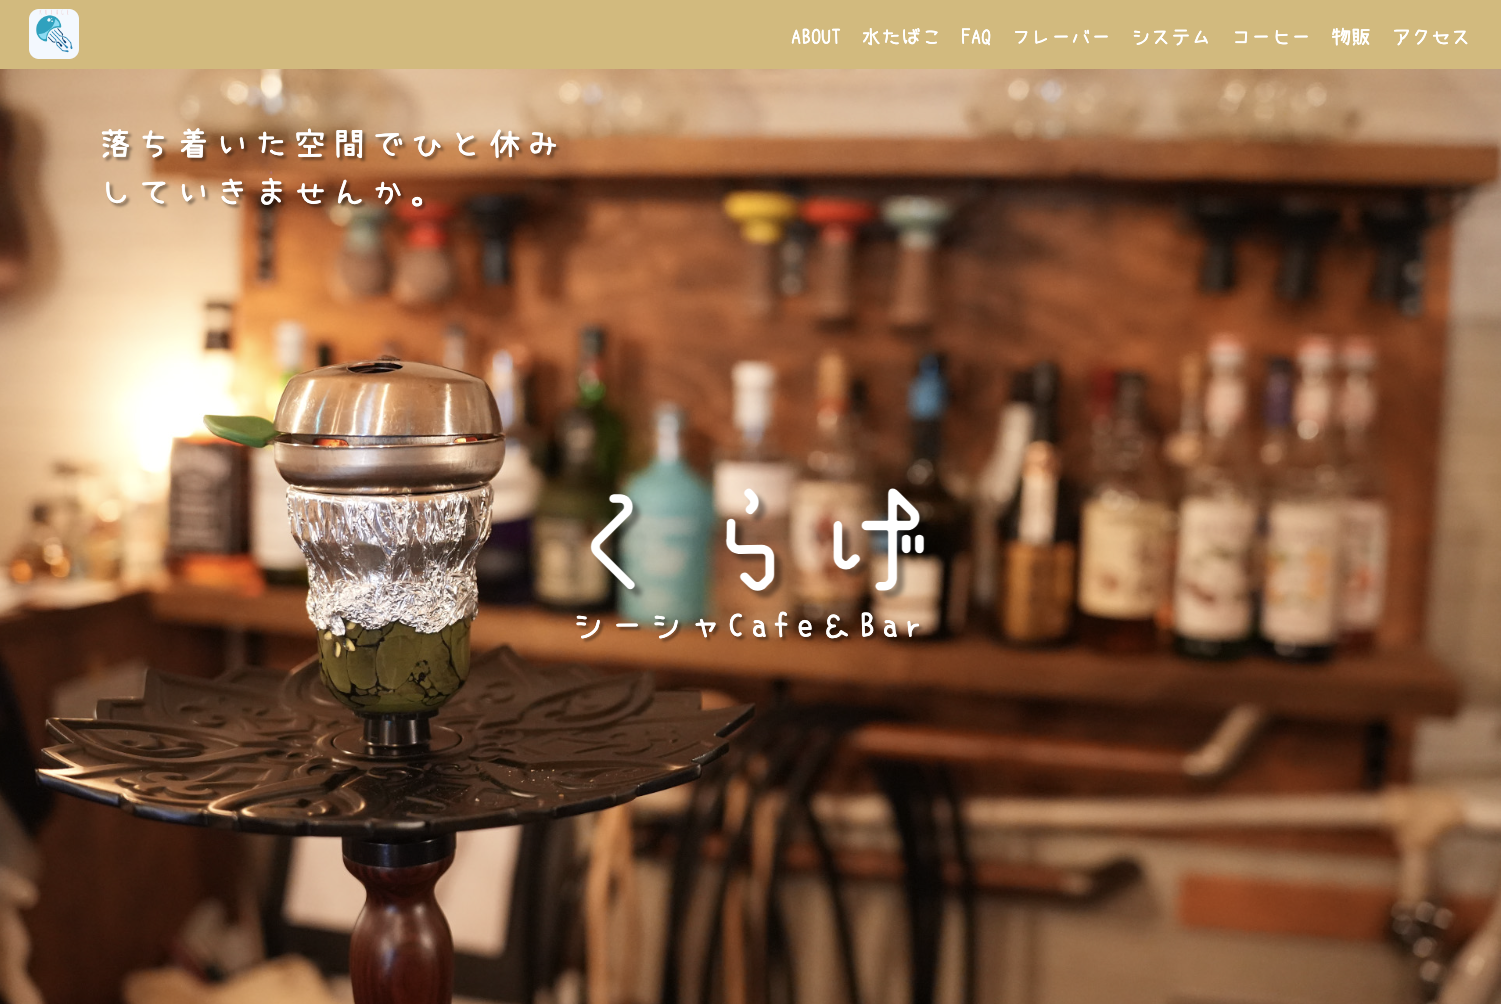 ABOUT 水たばこ FAQ フレーバー システム コーヒー 物販 アクセス
落ち着いた空間でひと休み
していきませんか。
くらげ
シーシャCafe&Bar